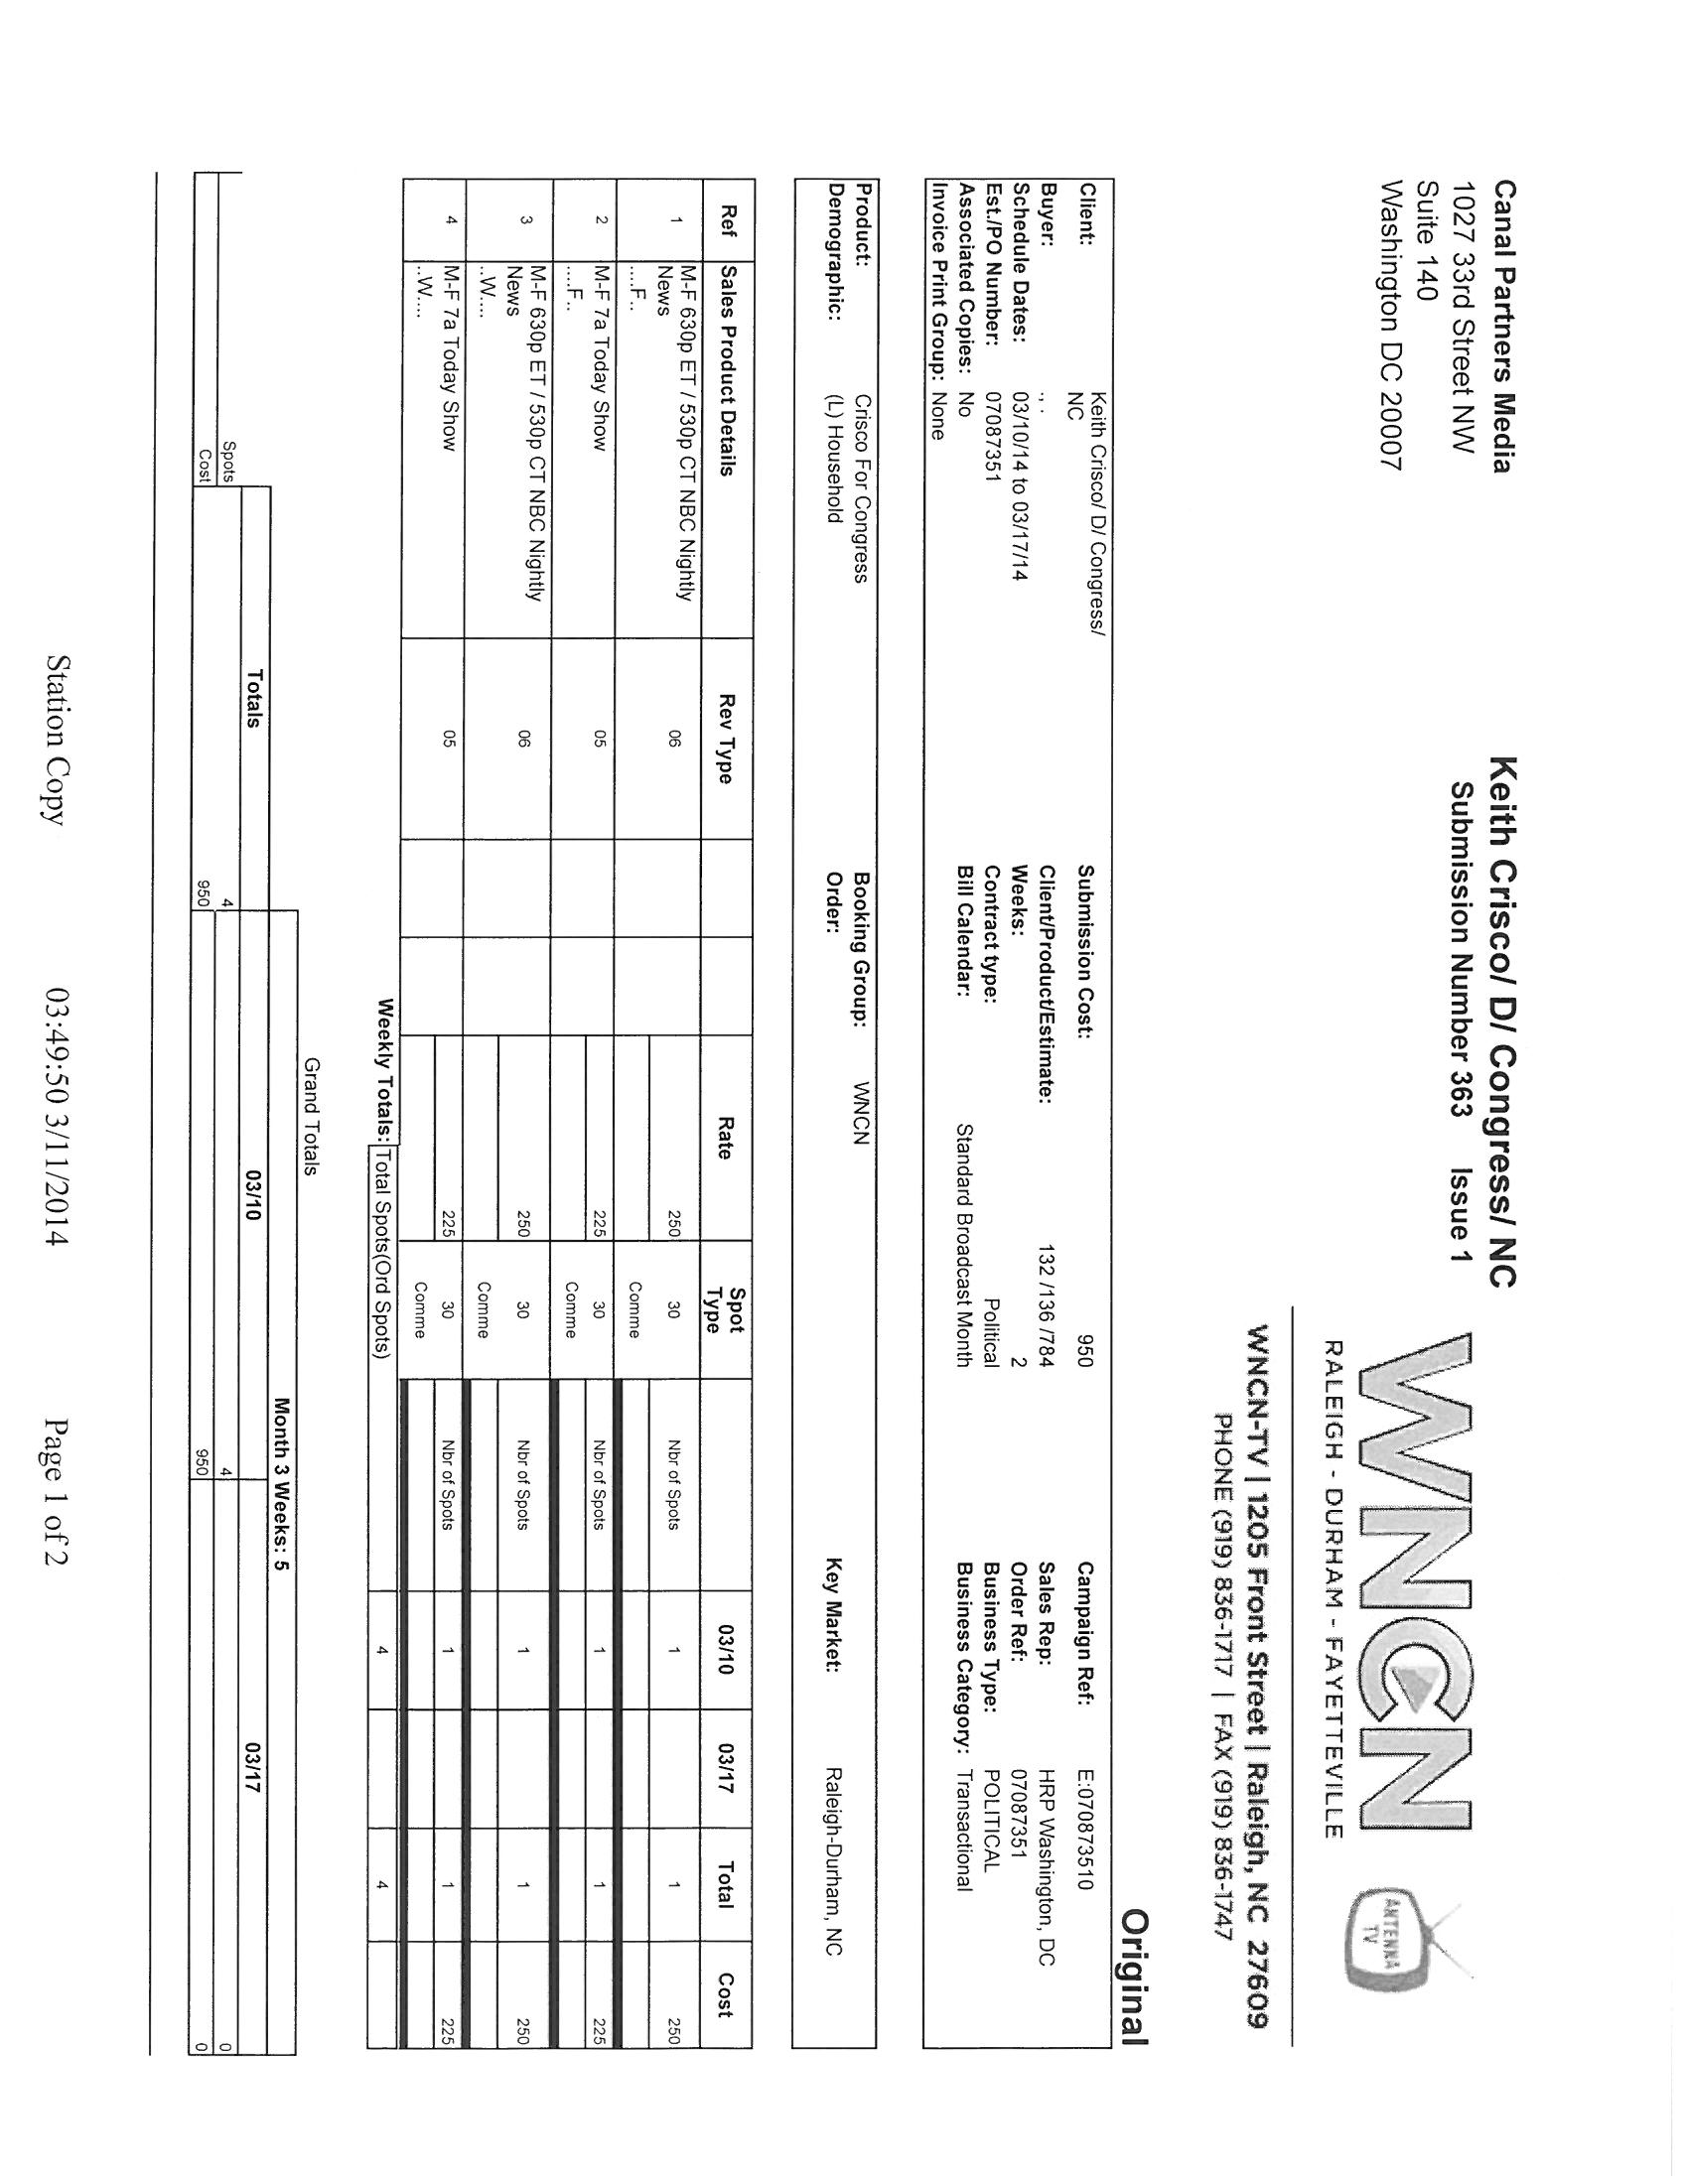 Canal Partners Media
1027 33rd Street NW
Suite 140
Washington DC 20007
Keith Crisco/ D/ Congress/ NC
Submission Number 363 Issue 1
WNCN
RALEIGH - DURHAM - FAYETTEVILLE
ANTENNA
TV
WNCN-TV | 1205 Front Street | Raleigh, NC 27609
PHONE (919) 836-1717 | FAX (919) 836-1747
Original
Client: Keith Crisco/ D/ Congress/ Submission Cost: 950 Campaign Ref: E:070873510
NC
Buyer: ., . Client/Product/Estimate: 132 /136 /784 Sales Rep: HRP Washington, DC
Schedule Dates: 03/10/14 to 03/17/14 Weeks: 2 Order Ref: 07087351
Est./PO Number: 07087351 Contract type: Political Business Type: POLITICAL
Associated Copies: No Bill Calendar: Standard Broadcast Month Business Category: Transactional
Invoice Print Group: None
Product: Crisco For Congress Booking Group: WNCN Key Market: Raleigh-Durham, NC
Demographic: (L) Household Order:
Ref Sales Product Details Rev Type Rate Spot Type 03/10 03/17 Total Cost
1 M-F 630p ET / 530p CT NBC Nightly 06 250 30 Nbr of Spots 1 1 250
News Comme
....F..
2 M-F 7a Today Show 05 225 30 Nbr of Spots 1 1 225
....F.. Comme
3 M-F 630p ET / 530p CT NBC Nightly 06 250 30 Nbr of Spots 1 1 250
News Comme
..W....
4 M-F 7a Today Show 05 225 30 Nbr of Spots 1 1 225
..W.... Comme
Weekly Totals: Total Spots(Ord Spots) 4 4
Grand Totals
Month 3 Weeks: 5
Totals 03/10 03/17
Spots 4 4 0
Cost 950 950 0
Station Copy 03:49:50 3/11/2014 Page 1 of 2